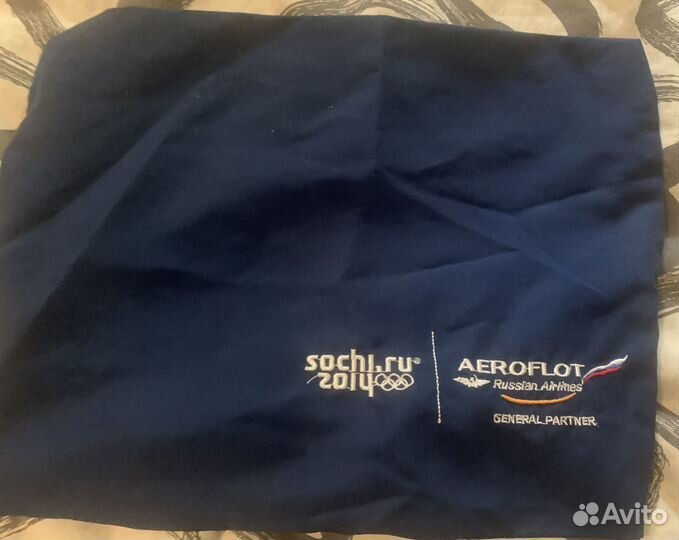 sochi.ru
2014
AEROFLOT
Russian Airlines
GENERAL PARTNER
Avito